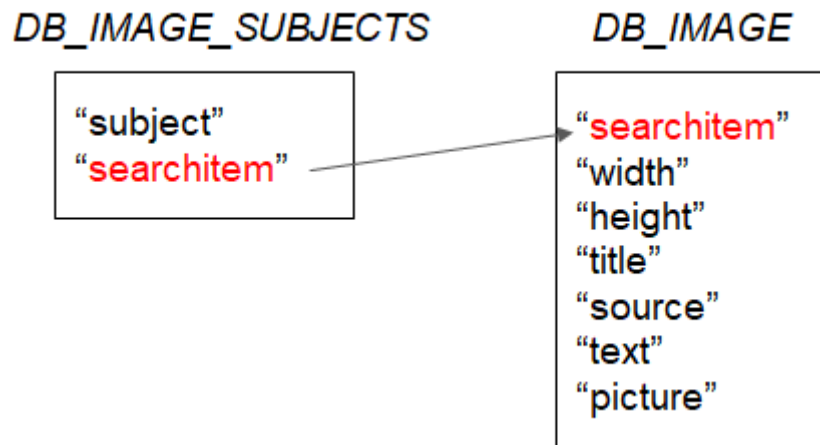 DB_IMAGE_SUBJECTS
DB_IMAGE
“subject”
“searchitem”
“searchitem”
“width”
“height”
“title”
“source”
“text”
“picture”